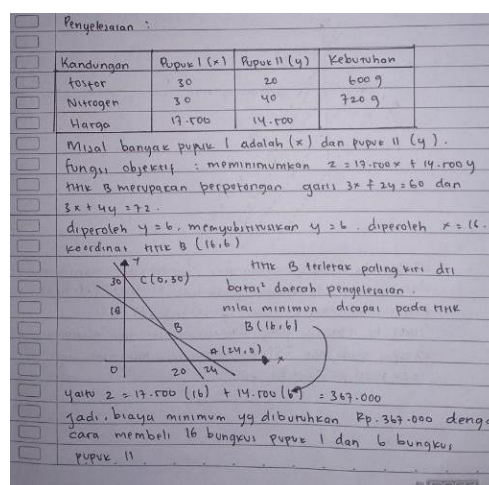 Penyelesaian :
Kandungan Pupuk I (x) Pupuk II (y) Kebutuhan
fosfor 30 20 600 g
Nitrogen 30 40 720 g
Harga 17.500 14.500
Misal banyak pupuk I adalah (x) dan pupuk II (y).
fungsi objektif : meminimumkan z = 17.500x + 14.500y
titik B merupakan perpotongan garis 3x + 2y = 60 dan
3x + 4y = 72.
diperoleh y = 6. mensubstitusikan y = 6. diperoleh x = 16.
koordinat titik B (16,6)
Y
30 C (0,30)
18
B
A (24,0)
x
0 20 24
titik B terletak paling kiri dri
batas² daerah penyelesaian.
nilai minimum dicapai pada titik
B (16,6)
yaitu z = 17.500 (16) + 14.500 (6) = 367.000
Jadi, biaya minimum yg dibutuhkan Rp. 367.000 denga
cara membeli 16 bungkus pupuk I dan 6 bungkus
pupuk II